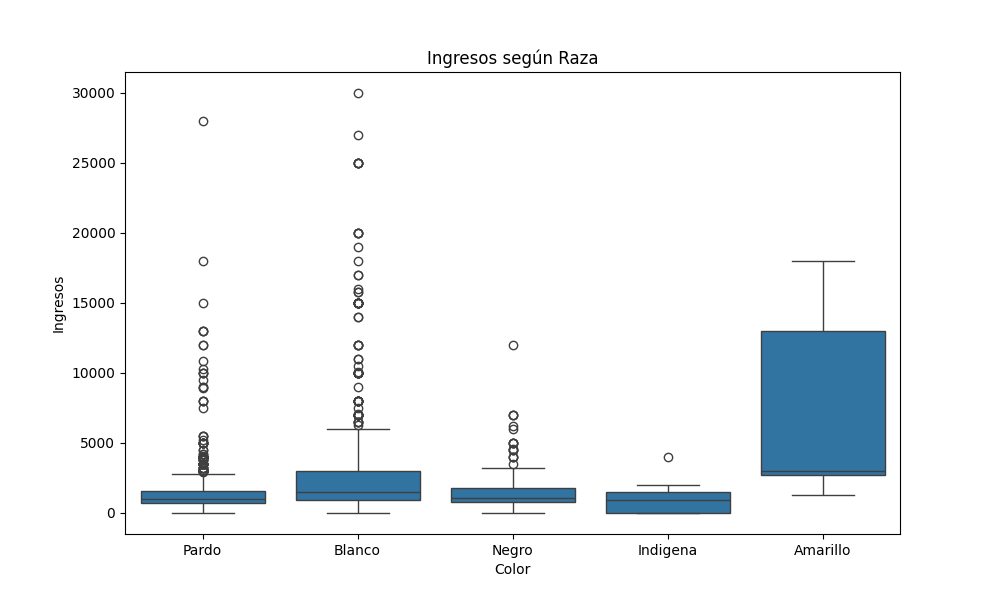 Ingresos según Raza
30000
25000
20000
15000
10000
5000
0
Ingresos
Pardo
Blanco
Negro
Indigena
Amarillo
Color